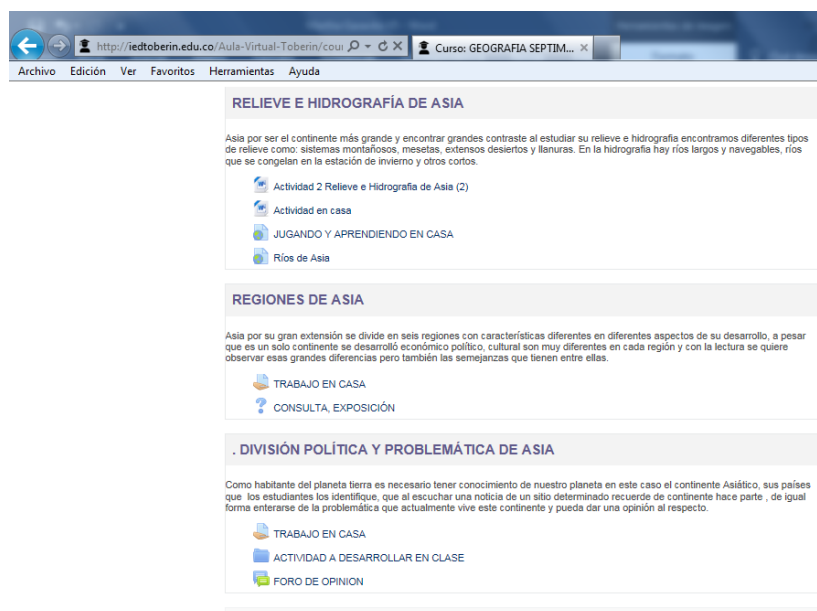 http://iedtoberin.edu.co/Aula-Virtual-Toberin/cour
Curso: GEOGRAFIA SEPTIM...
Archivo Edición Ver Favoritos Herramientas Ayuda
RELIEVE E HIDROGRAFÍA DE ASIA
Asia por ser el continente más grande y encontrar grandes contraste al estudiar su relieve e hidrografia encontramos diferentes tipos
de relieve como: sistemas montañosos, mesetas, extensos desiertos y llanuras. En la hidrografia hay ríos largos y navegables, ríos
que se congelan en la estación de invierno y otros cortos.
Actividad 2 Relieve e Hidrografia de Asia (2)
Actividad en casa
JUGANDO Y APRENDIENDO EN CASA
Ríos de Asia
REGIONES DE ASIA
Asia por su gran extensión se divide en seis regiones con características diferentes en diferentes aspectos de su desarrollo, a pesar
que es un solo continente se desarrolló económico político, cultural son muy diferentes en cada región y con la lectura se quiere
observar esas grandes diferencias pero también las semejanzas que tienen entre ellas.
TRABAJO EN CASA
CONSULTA, EXPOSICIÓN
. DIVISIÓN POLÍTICA Y PROBLEMÁTICA DE ASIA
Como habitante del planeta tierra es necesario tener conocimiento de nuestro planeta en este caso el continente Asiático, sus países
que los estudiantes los identifique, que al escuchar una noticia de un sitio determinado recuerde de continente hace parte , de igual
forma enterarse de la problemática que actualmente vive este continente y pueda dar una opinión al respecto.
TRABAJO EN CASA
ACTIVIDAD A DESARROLLAR EN CLASE
FORO DE OPINION